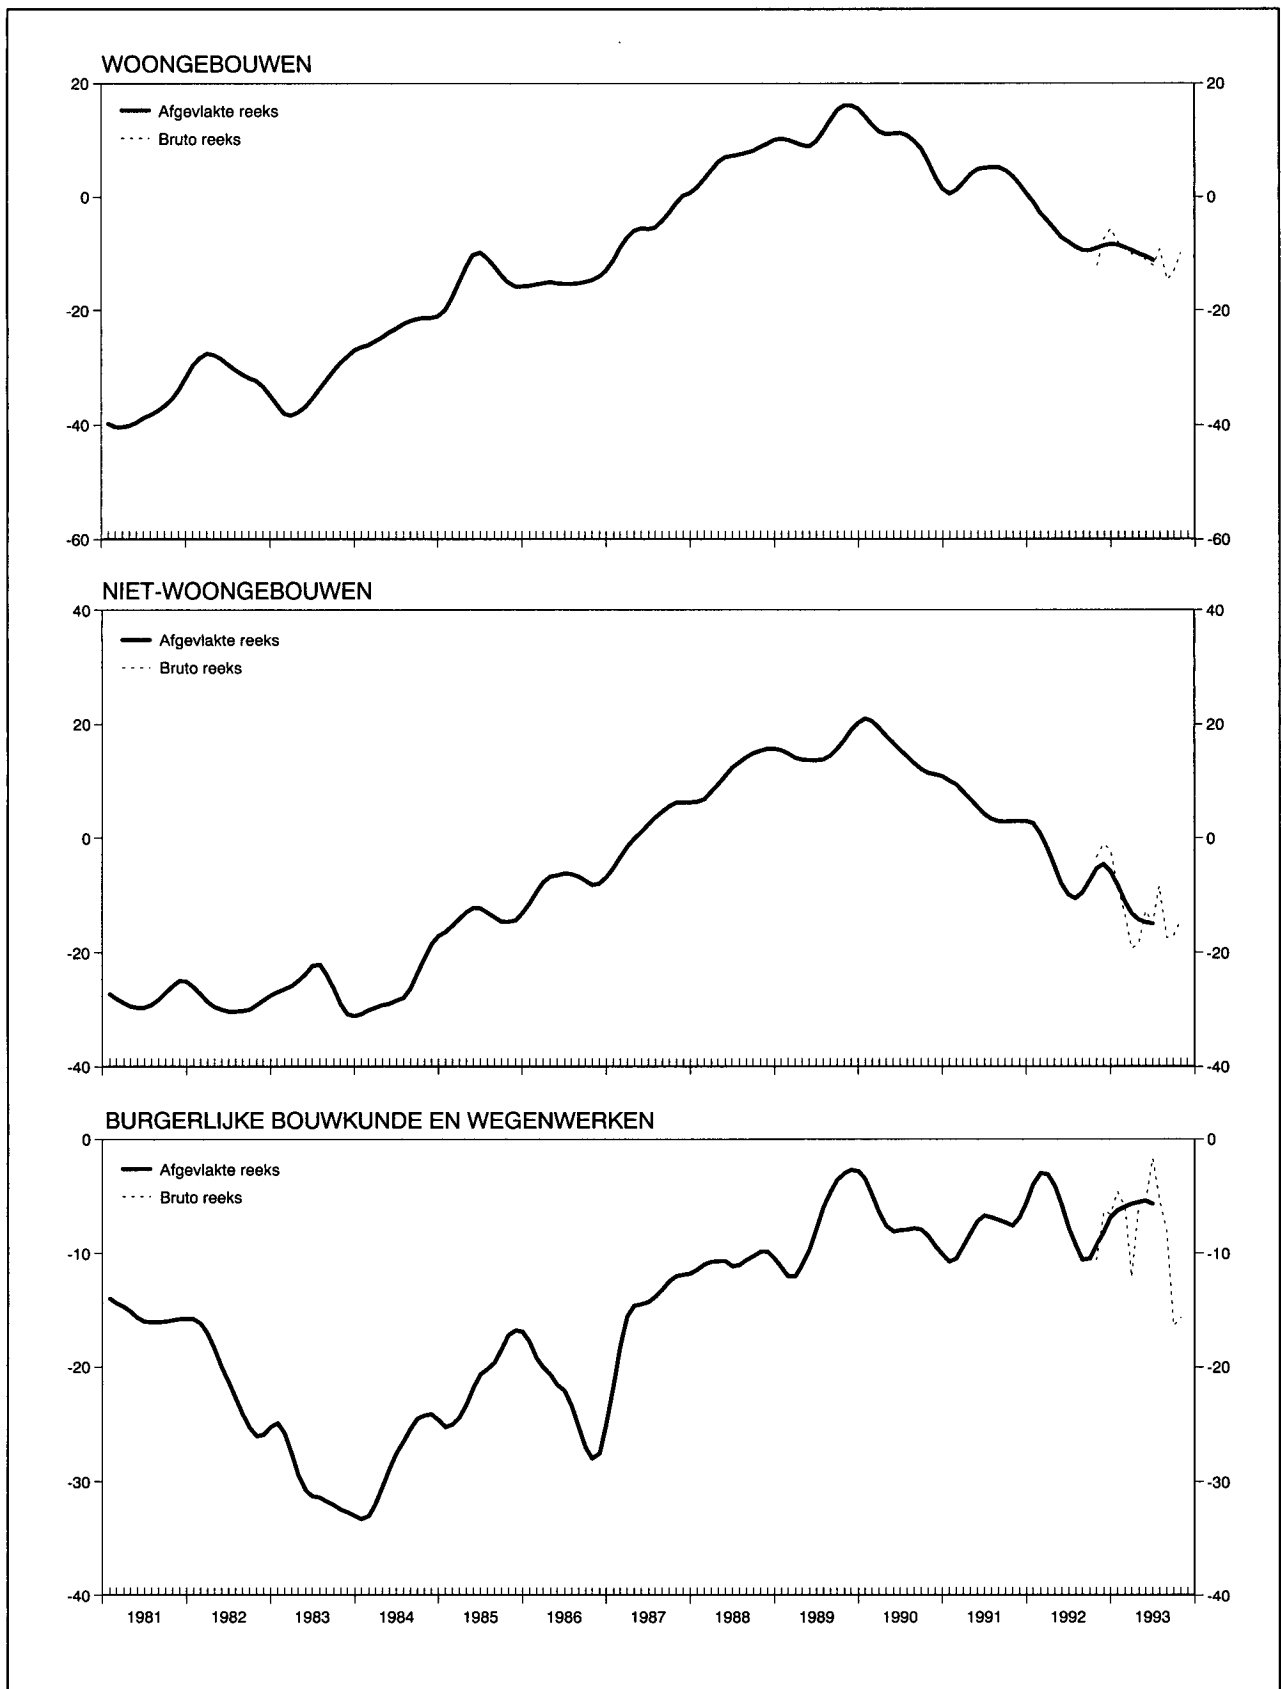 WOONGEBOUWEN
20 20
Afgevlakte reeks
Bruto reeks
0 0
-20 -20
-40 -40
-60 -60
NIET-WOONGEBOUWEN
40 40
Afgevlakte reeks
Bruto reeks
20 20
0 0
-20 -20
-40 -40
BURGERLIJKE BOUWKUNDE EN WEGENWERKEN
0 0
Afgevlakte reeks
Bruto reeks
-10 -10
-20 -20
-30 -30
-40 -40
1981 1982 1983 1984 1985 1986 1987 1988 1989 1990 1991 1992 1993